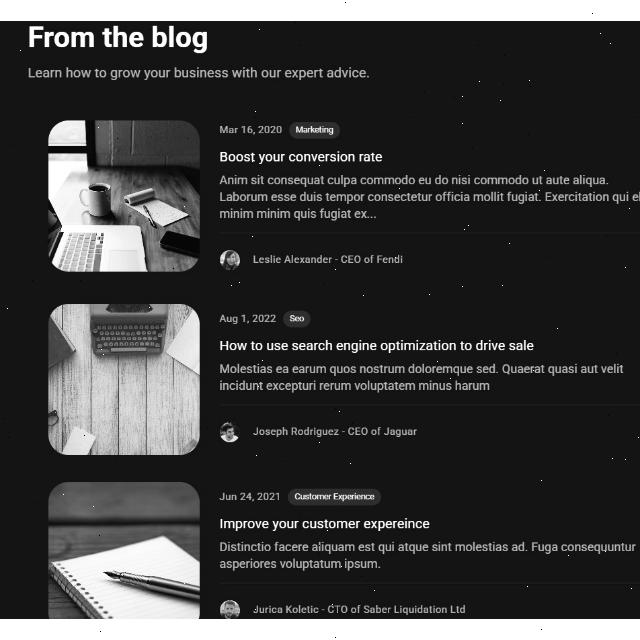 From the blog
Learn how to grow your business with our expert advice.
Mar 16, 2020 Marketing
Boost your conversion rate
Anim sit consequat culpa commodo eu do nisi commodo ut aute aliqua.
Laborum esse duis tempor consectetur officia mollit fugiat. Exercitation qui
minim minim quis fugiat ex...
Leslie Alexander - CEO of Fendi
Aug 1, 2022 Seo
How to use search engine optimization to drive sale
Molestias ea earum quos nostrum doloremque sed. Quaerat quasi aut velit
incidunt excepturi rerum voluptatem minus harum
Joseph Rodriguez - CEO of Jaguar
Jun 24, 2021 Customer Experience
Improve your customer expereince
Distinctio facere aliquam est qui atque sint molestias ad. Fuga consequuntur
asperiores voluptatum ipsum.
Jurica Koletic - CTO of Saber Liquidation Ltd